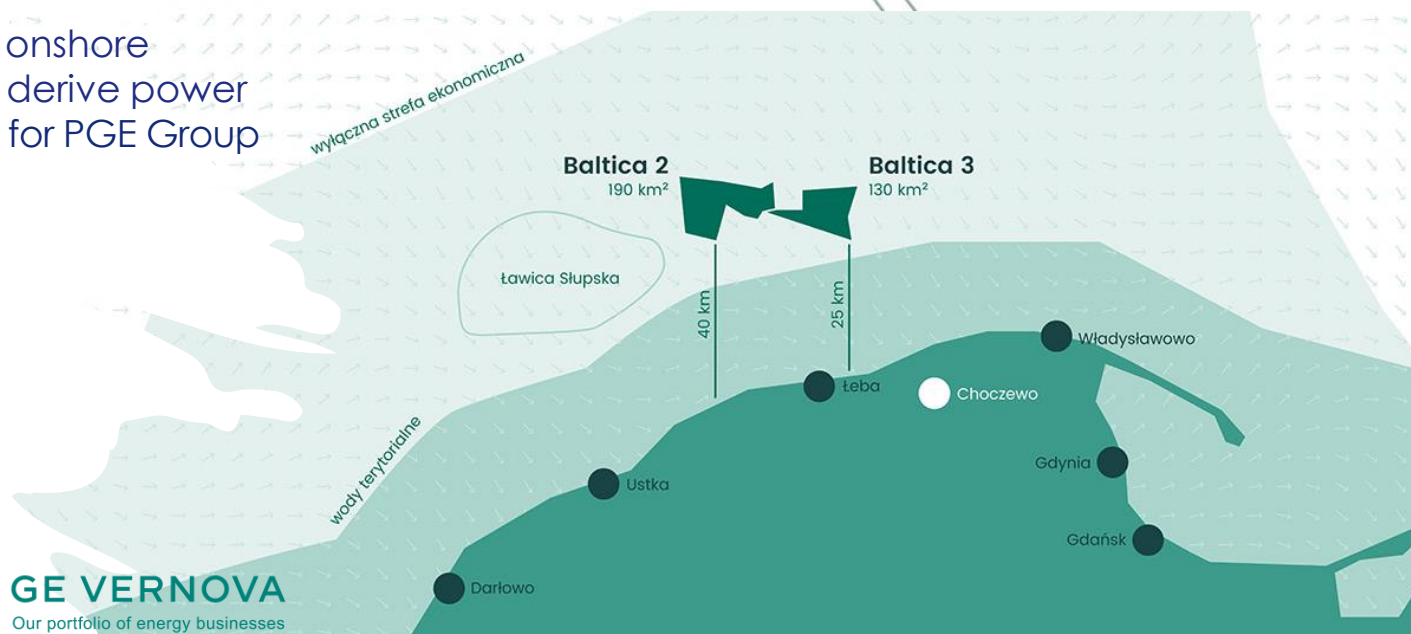 onshore
derive power
for PGE Group
wyłączna strefa ekonomiczna
Baltica 2
190 km²
Baltica 3
130 km²
Ławica Słupska
40 km
25 km
Władysławowo
Łeba
Choczewo
wody terytorialne
Gdynia
Ustka
Gdańsk
Darłowo
GE VERNOVA
Our portfolio of energy businesses